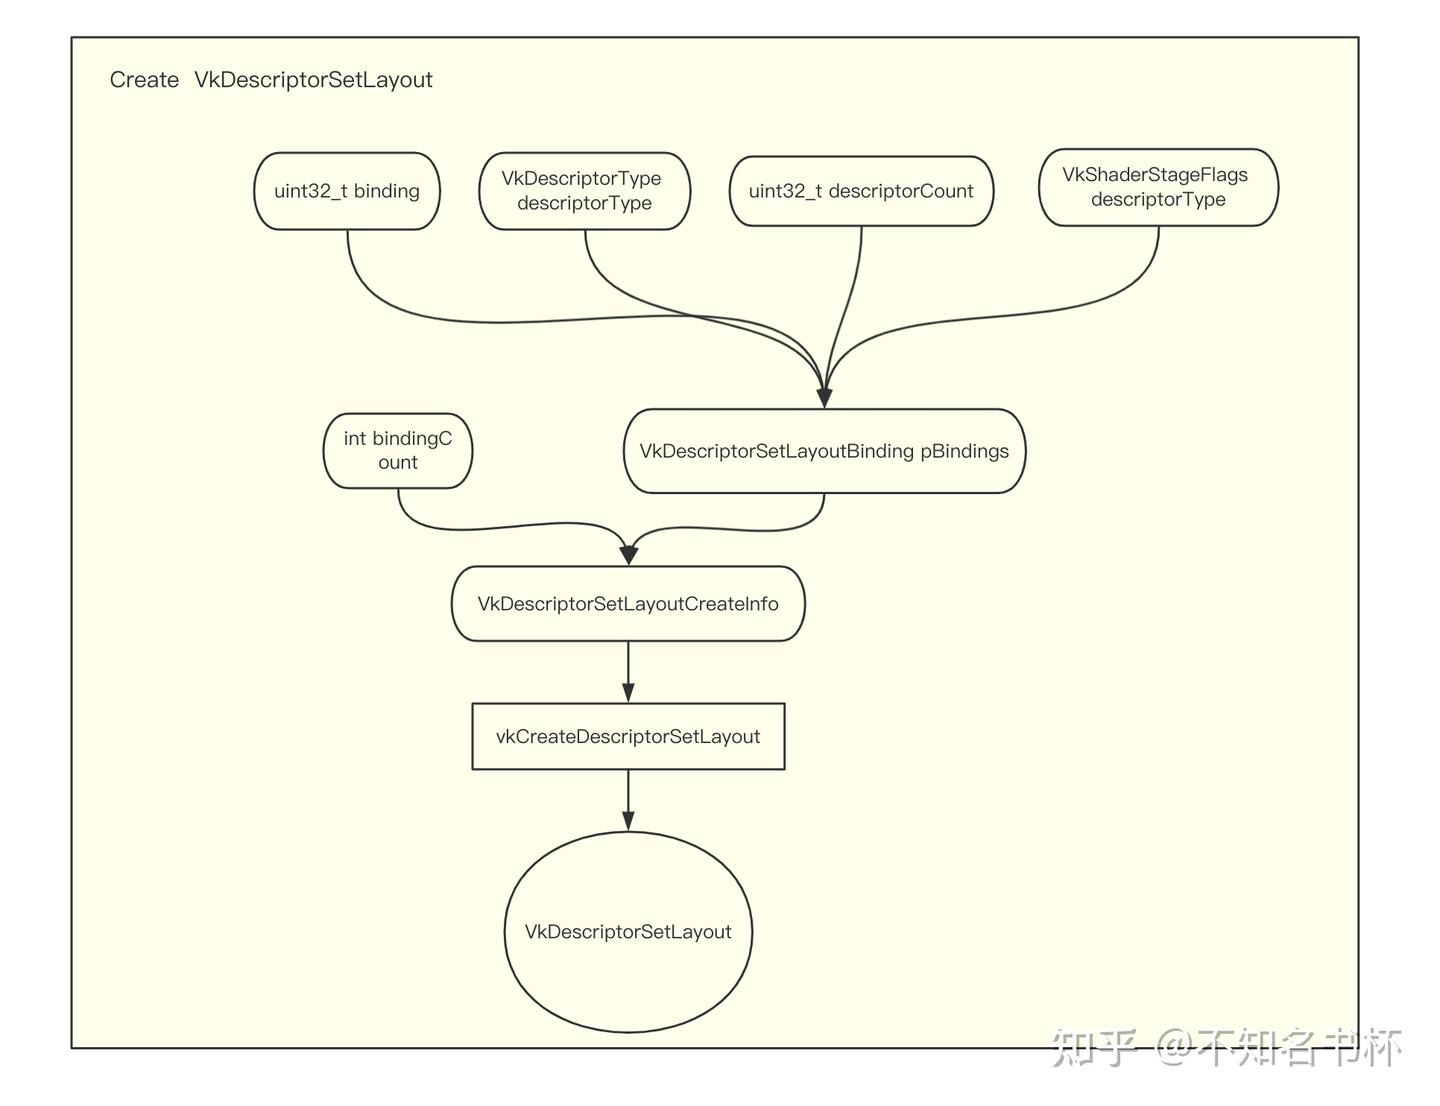 Create VkDescriptorSetLayout
uint32_t binding
VkDescriptorType
descriptorType
uint32_t descriptorCount
VkShaderStageFlags
descriptorType
int bindingC
ount
VkDescriptorSetLayoutBinding pBindings
VkDescriptorSetLayoutCreateInfo
vkCreateDescriptorSetLayout
VkDescriptorSetLayout
知乎 @不知名书杯